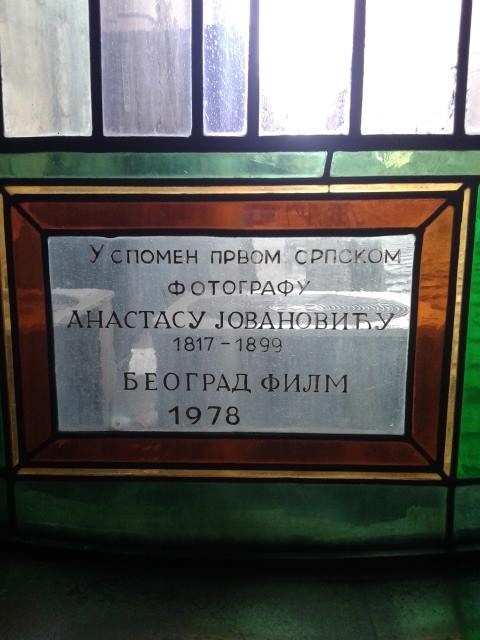 У СПОМЕН ПРВОМ СРПСКОМ
ФОТОГРАФУ
АНАСТАСУ ЈОВАНОВИЋУ
1817-1899
БЕОГРАД ФИЛМ
1978